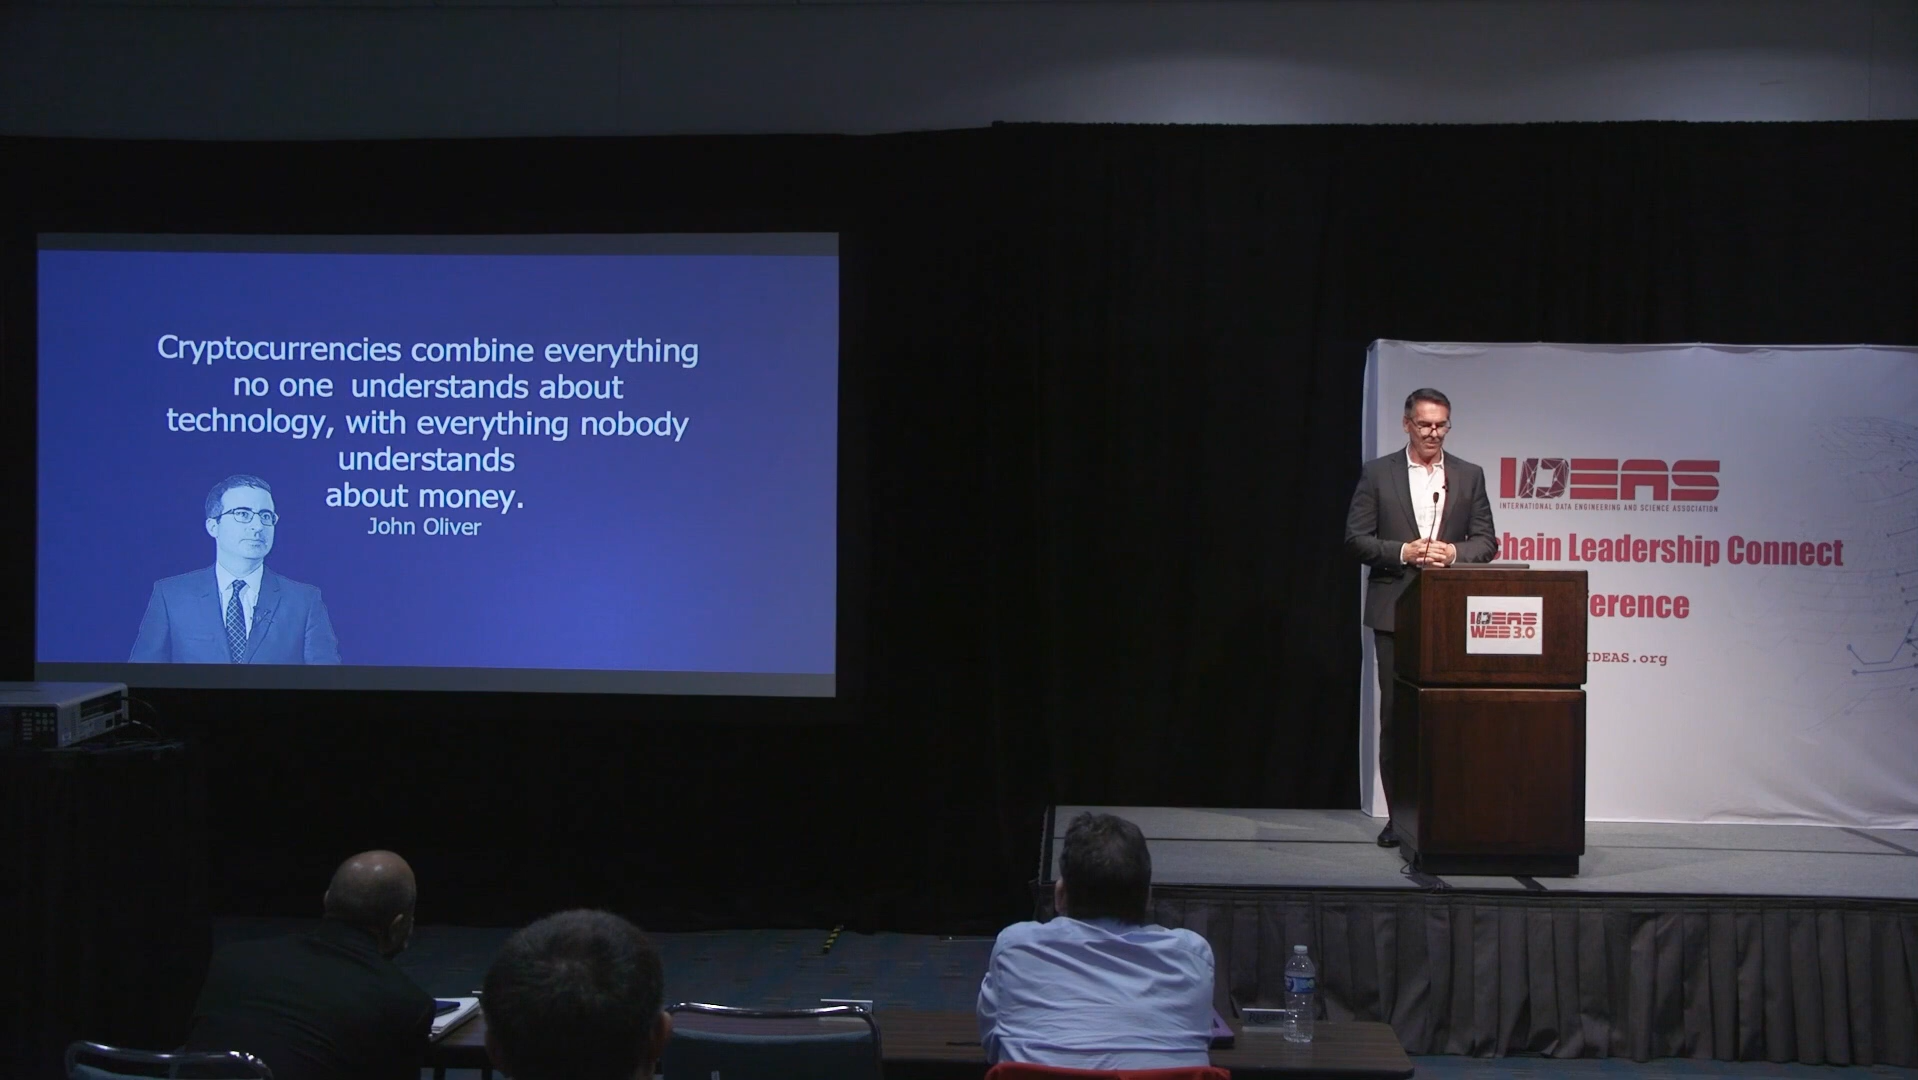 Cryptocurrencies combine everything
no one understands about
technology, with everything nobody
understands
about money.
John Oliver
IDEAS
INTERNATIONAL DATA ENGINEERING AND SCIENCE ASSOCIATION
chain Leadership Connect
erence
IDEAS.org
IDEAS
WEB 3.0